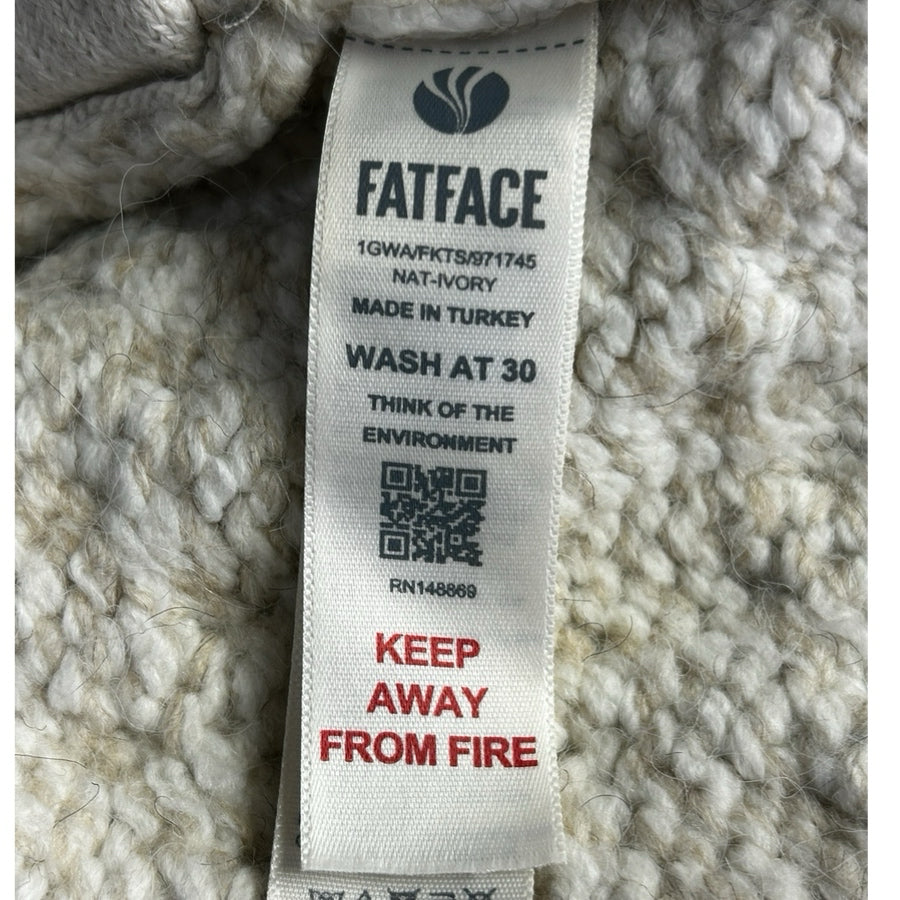 FATFACE
1GWA/FKTS/971745
NAT-IVORY
MADE IN TURKEY
WASH AT 30
THINK OF THE
ENVIRONMENT
RN148869
KEEP
AWAY
FROM FIRE